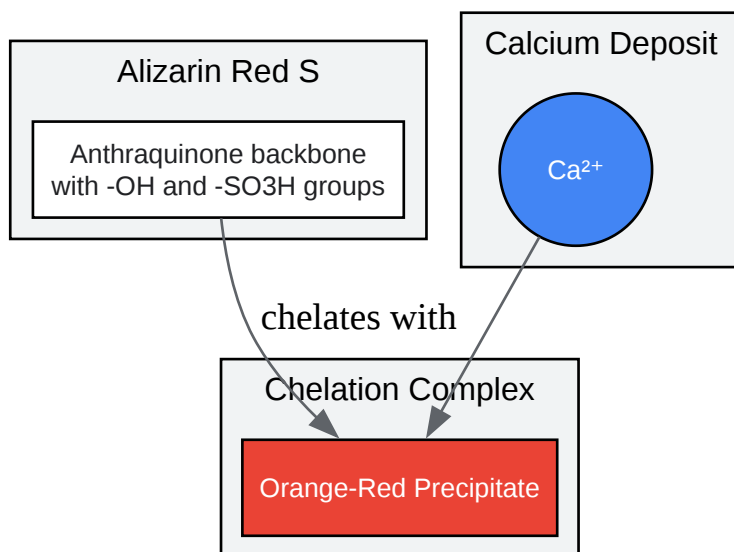 Alizarin Red S
Anthraquinone backbone
with -OH and -SO3H groups
Calcium Deposit
Ca²⁺
chelates with
Chelation Complex
Orange-Red Precipitate